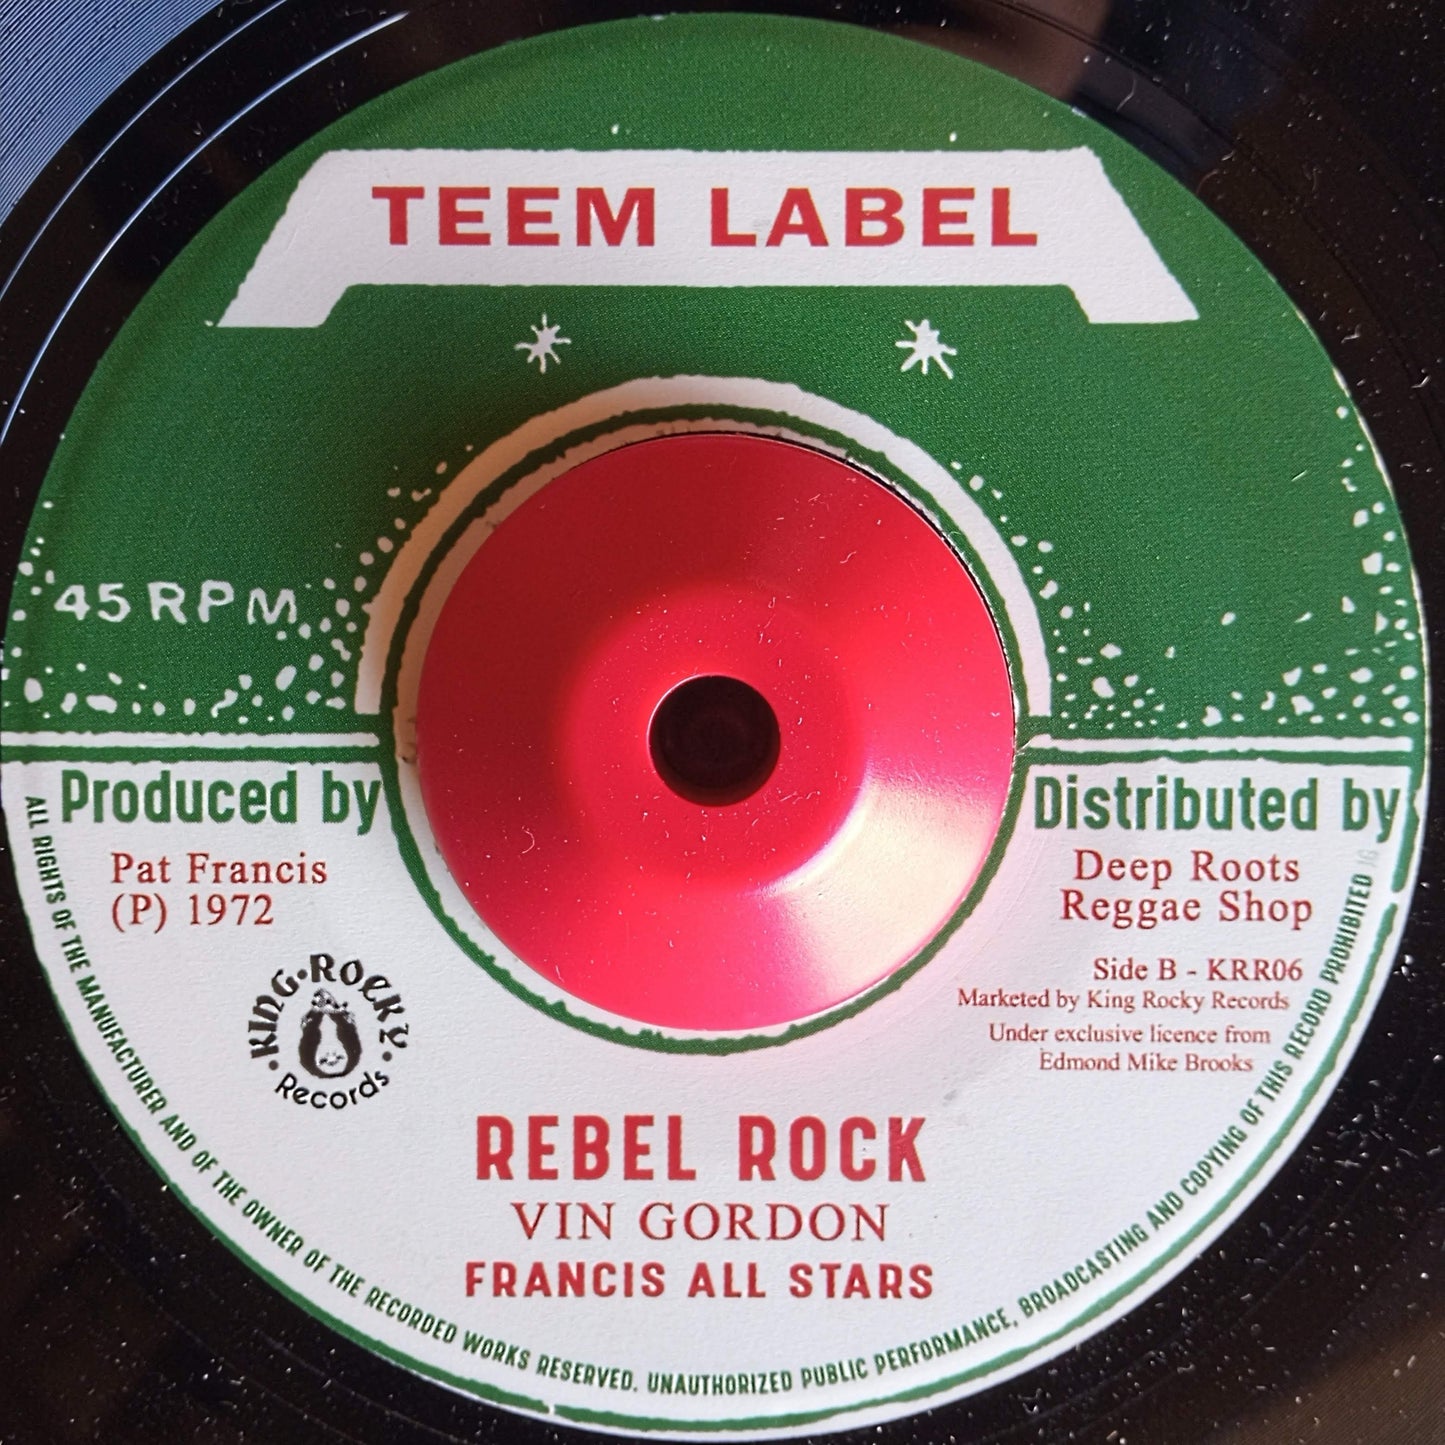 TEEM LABEL
45 RPM
Produced by
Pat Francis
(P) 1972
KING · ROCKY
Records
Distributed by
Deep Roots
Reggae Shop
Side B - KRR06
Marketed by King Rocky Records
Under exclusive licence from
Edmond Mike Brooks
REBEL ROCK
VIN GORDON
FRANCIS ALL STARS
ALL RIGHTS OF THE MANUFACTURER AND OF THE OWNER OF THE RECORDED WORKS RESERVED. UNAUTHORIZED PUBLIC PERFORMANCE, BROADCASTING AND COPYING OF THIS RECORD PROHIBITED JG